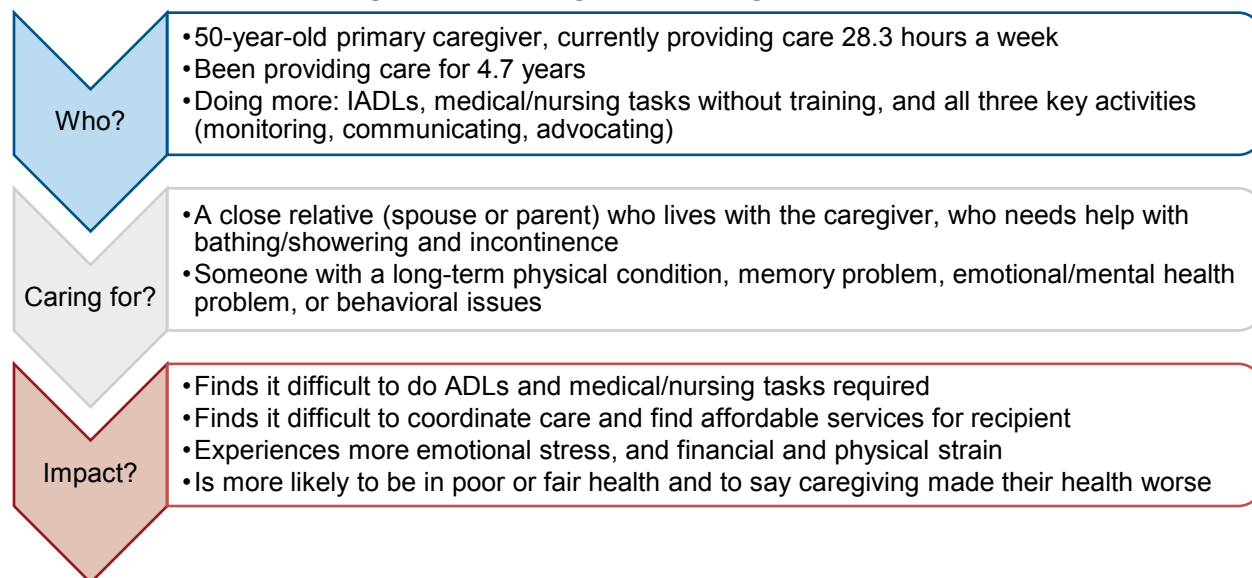 Who?
•50-year-old primary caregiver, currently providing care 28.3 hours a week
•Been providing care for 4.7 years
•Doing more: IADLs, medical/nursing tasks without training, and all three key activities
(monitoring, communicating, advocating)
Caring for?
•A close relative (spouse or parent) who lives with the caregiver, who needs help with
bathing/showering and incontinence
•Someone with a long-term physical condition, memory problem, emotional/mental health
problem, or behavioral issues
Impact?
•Finds it difficult to do ADLs and medical/nursing tasks required
•Finds it difficult to coordinate care and find affordable services for recipient
•Experiences more emotional stress, and financial and physical strain
•Is more likely to be in poor or fair health and to say caregiving made their health worse